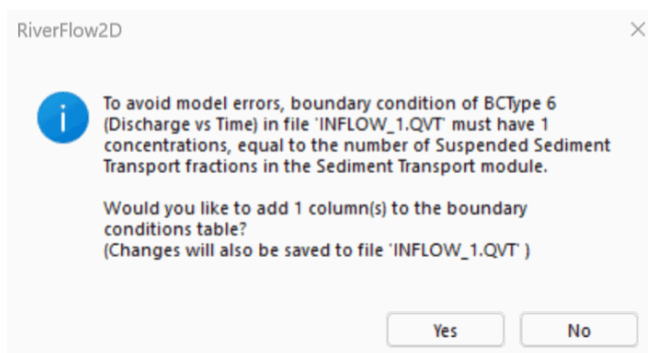 RiverFlow2D
To avoid model errors, boundary condition of BCType 6
(Discharge vs Time) in file 'INFLOW_1.QVT' must have 1
concentrations, equal to the number of Suspended Sediment
Transport fractions in the Sediment Transport module.
Would you like to add 1 column(s) to the boundary
conditions table?
(Changes will also be saved to file 'INFLOW_1.QVT' )
Yes
No